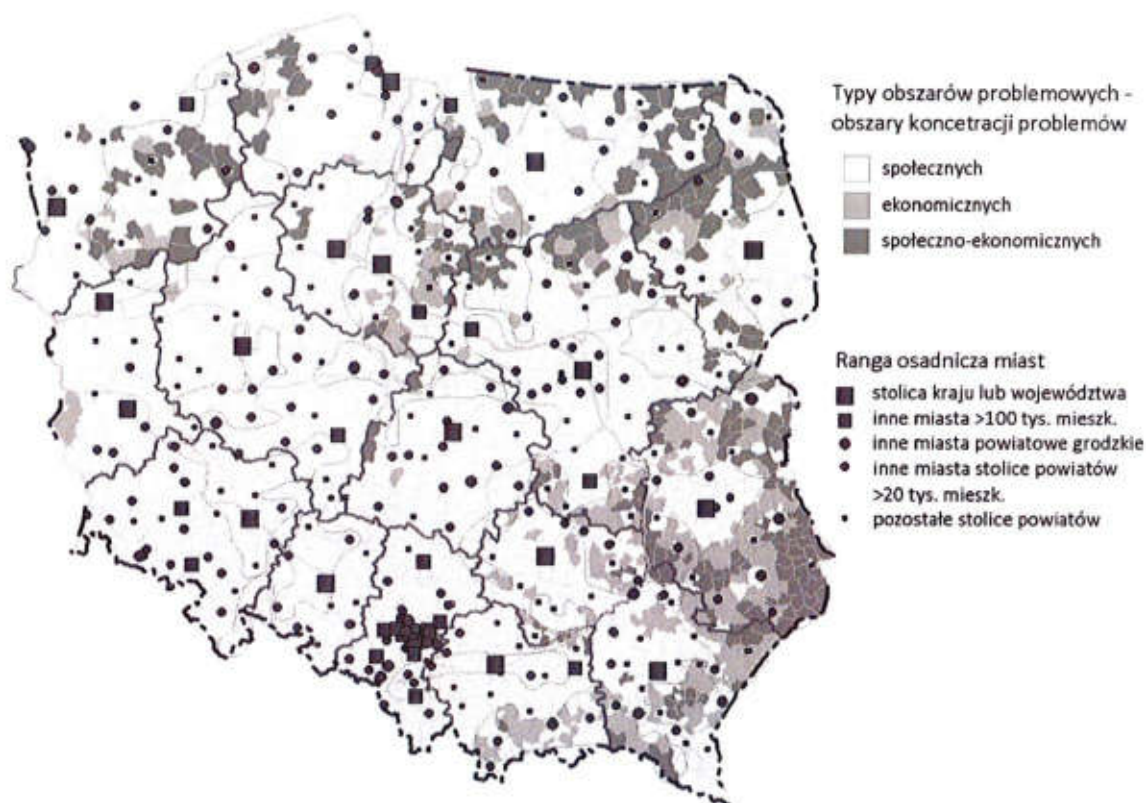 Typy obszarów problemowych -
obszary koncetracji problemów
społecznych
ekonomicznych
społeczno-ekonomicznych
Ranga osadnicza miast
stolica kraju lub województwa
inne miasta >100 tys. mieszk.
inne miasta powiatowe grodzkie
inne miasta stolice powiatów
>20 tys. mieszk.
pozostałe stolice powiatów